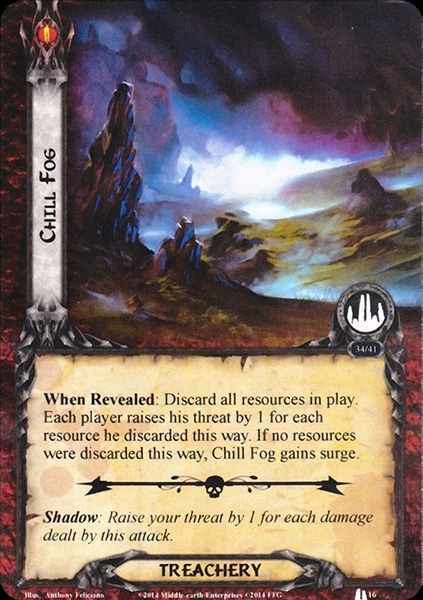 CHILL FOG
34/41
When Revealed: Discard all resources in play.
Each player raises his threat by 1 for each
resource he discarded this way. If no resources
were discarded this way, Chill Fog gains surge.
Shadow: Raise your threat by 1 for each damage
dealt by this attack.
TREACHERY
Illus. Anthony Feliciano ©2014 Middle-earth Enterprises ©2014 FFG 16